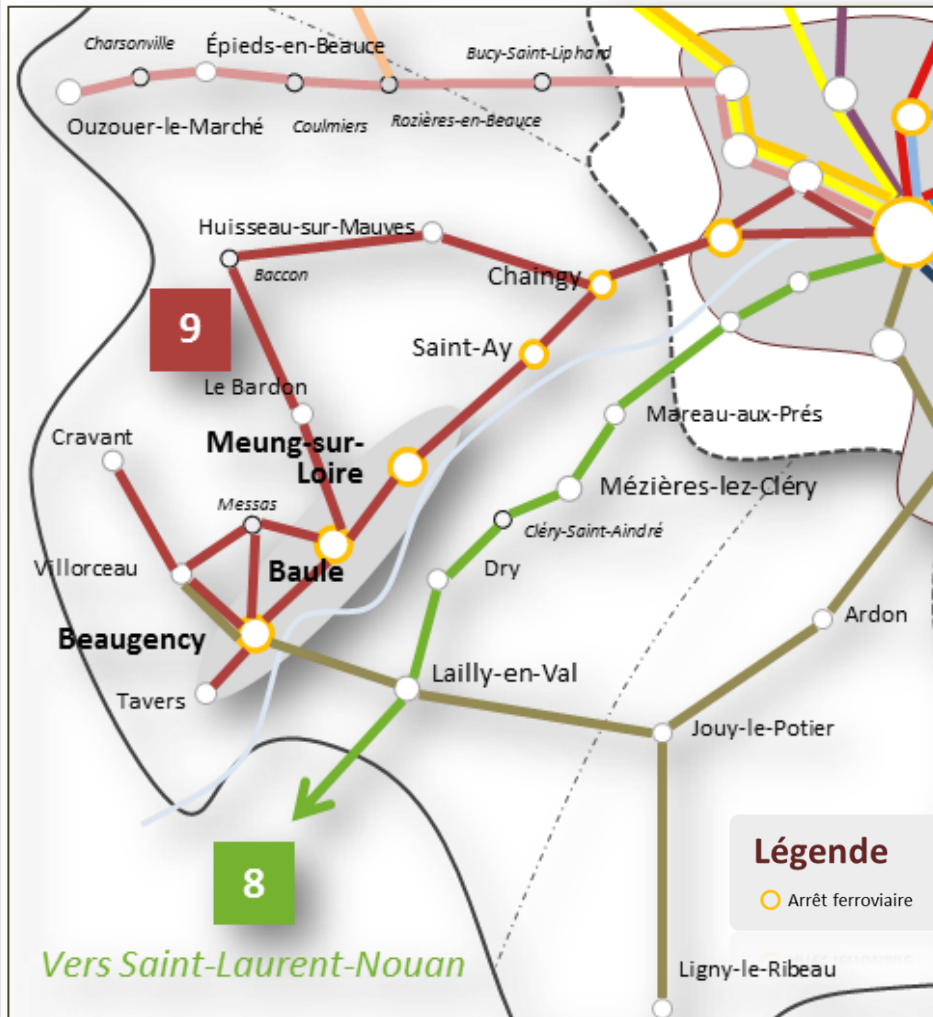 Charsonville
Épieds-en-Beauce
Bucy-Saint-Liphard
Ouzouer-le-Marché
Coulmiers
Rozières-en-Beauce
Huisseau-sur-Mauves
Baccon
Chaingy
9
Saint-Ay
Le Bardon
Mareau-aux-Prés
Cravant
Meung-sur-
Loire
Mézières-lez-Cléry
Messas
Cléry-Saint-Aindré
Villorceau
Baule
Dry
Ardon
Beaugency
Lailly-en-Val
Tavers
Jouy-le-Potier
Légende
Arrêt ferroviaire
8
Vers Saint-Laurent-Nouan
Ligny-le-Ribeau